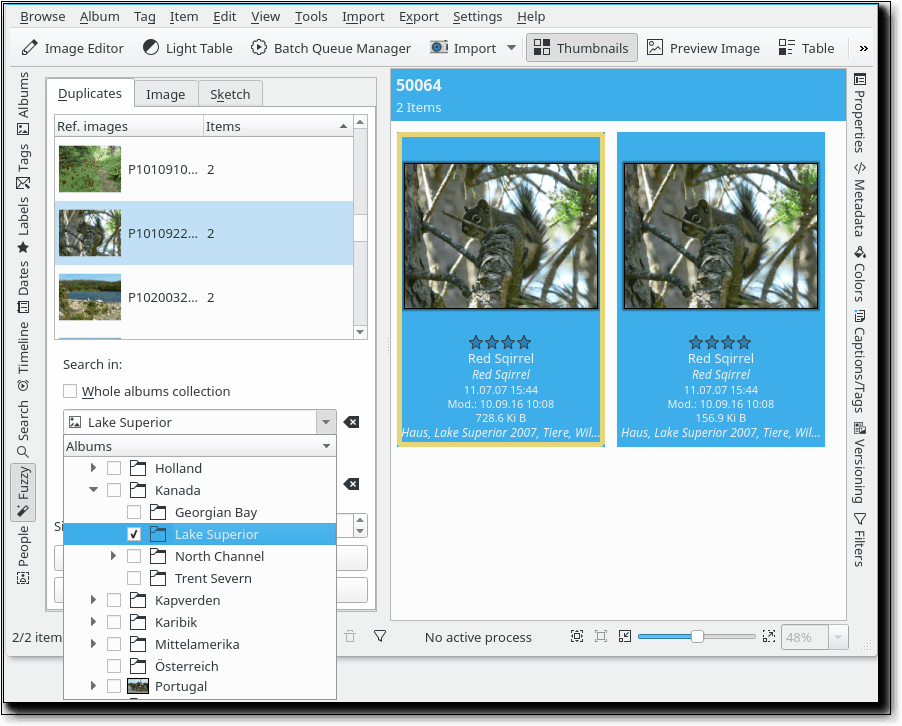 Browse Album Tag Item Edit View Tools Import Export Settings Help
Image Editor Light Table Batch Queue Manager Import Thumbnails Preview Image Table »
Albums
Tags
Labels
Dates
Timeline
Search
Fuzzy
People
Duplicates Image Sketch
Ref. images Items
P1010910... 2
P1010922... 2
P1020032... 2
Search in:
Whole albums collection
Lake Superior
Albums
Holland
Kanada
Georgian Bay
Si
Lake Superior
North Channel
Trent Severn
Kapverden
Karibik
Mittelamerika
Österreich
Portugal
50064
2 Items
Red Sqirrel
Red Sqirrel
11.07.07 15:44
Mod.: 10.09.16 10:08
728.6 Ki B
Haus, Lake Superior 2007, Tiere, Wil...
Red Sqirrel
Red Sqirrel
11.07.07 15:44
Mod.: 10.09.16 10:08
156.9 Ki B
Haus, Lake Superior 2007, Tiere, Wil...
Properties
Metadata
Colors
Captions/Tags
Versioning
Filters
2/2 item
No active process
48%